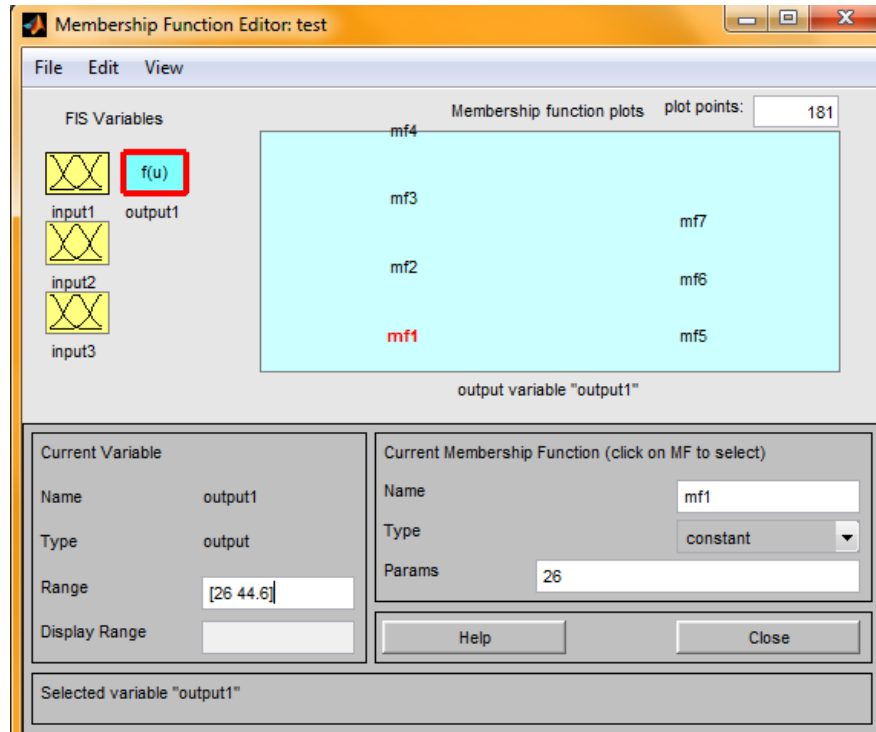 Membership Function Editor: test
File Edit View
FIS Variables
f(u)
input1 output1
input2
input3
Membership function plots plot points: 181
mf4
mf3
mf7
mf2
mf6
mf1
mf5
output variable "output1"
Current Variable
Name output1
Type output
Range [26 44.6]
Display Range
Current Membership Function (click on MF to select)
Name mf1
Type constant
Params 26
Help Close
Selected variable "output1"